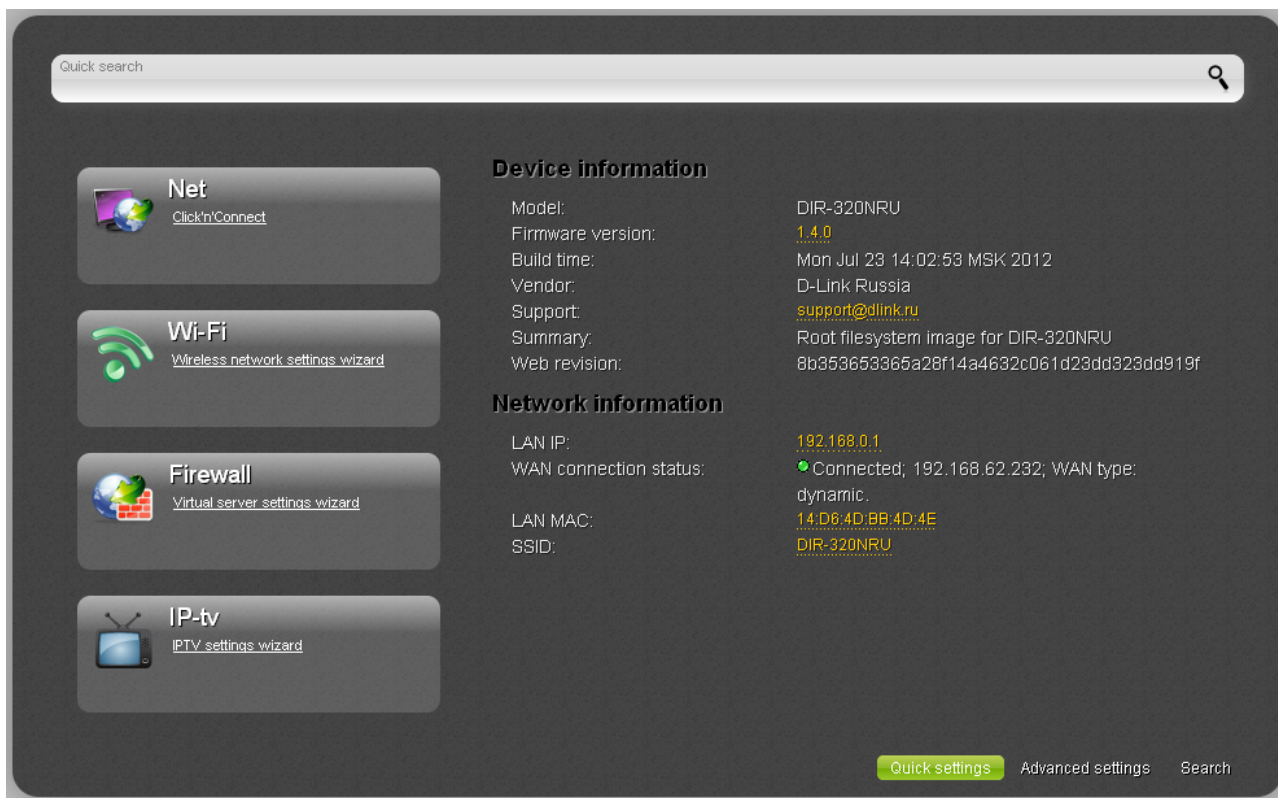 Quick search
Net
Click'n'Connect
Wi-Fi
Wireless network settings wizard
Firewall
Virtual server settings wizard
IP-tv
IPTV settings wizard
Device information
Model: DIR-320NRU
Firmware version: 1.4.0
Build time: Mon Jul 23 14:02:53 MSK 2012
Vendor: D-Link Russia
Support: support@dlink.ru
Summary: Root filesystem image for DIR-320NRU
Web revision: 8b353653365a28f14a4632c061d23dd323dd919f
Network information
LAN IP: 192.168.0.1
WAN connection status: Connected; 192.168.62.232; WAN type:
dynamic.
LAN MAC: 14:D6:4D:BB:4D:4E
SSID: DIR-320NRU
Quick settings Advanced settings Search